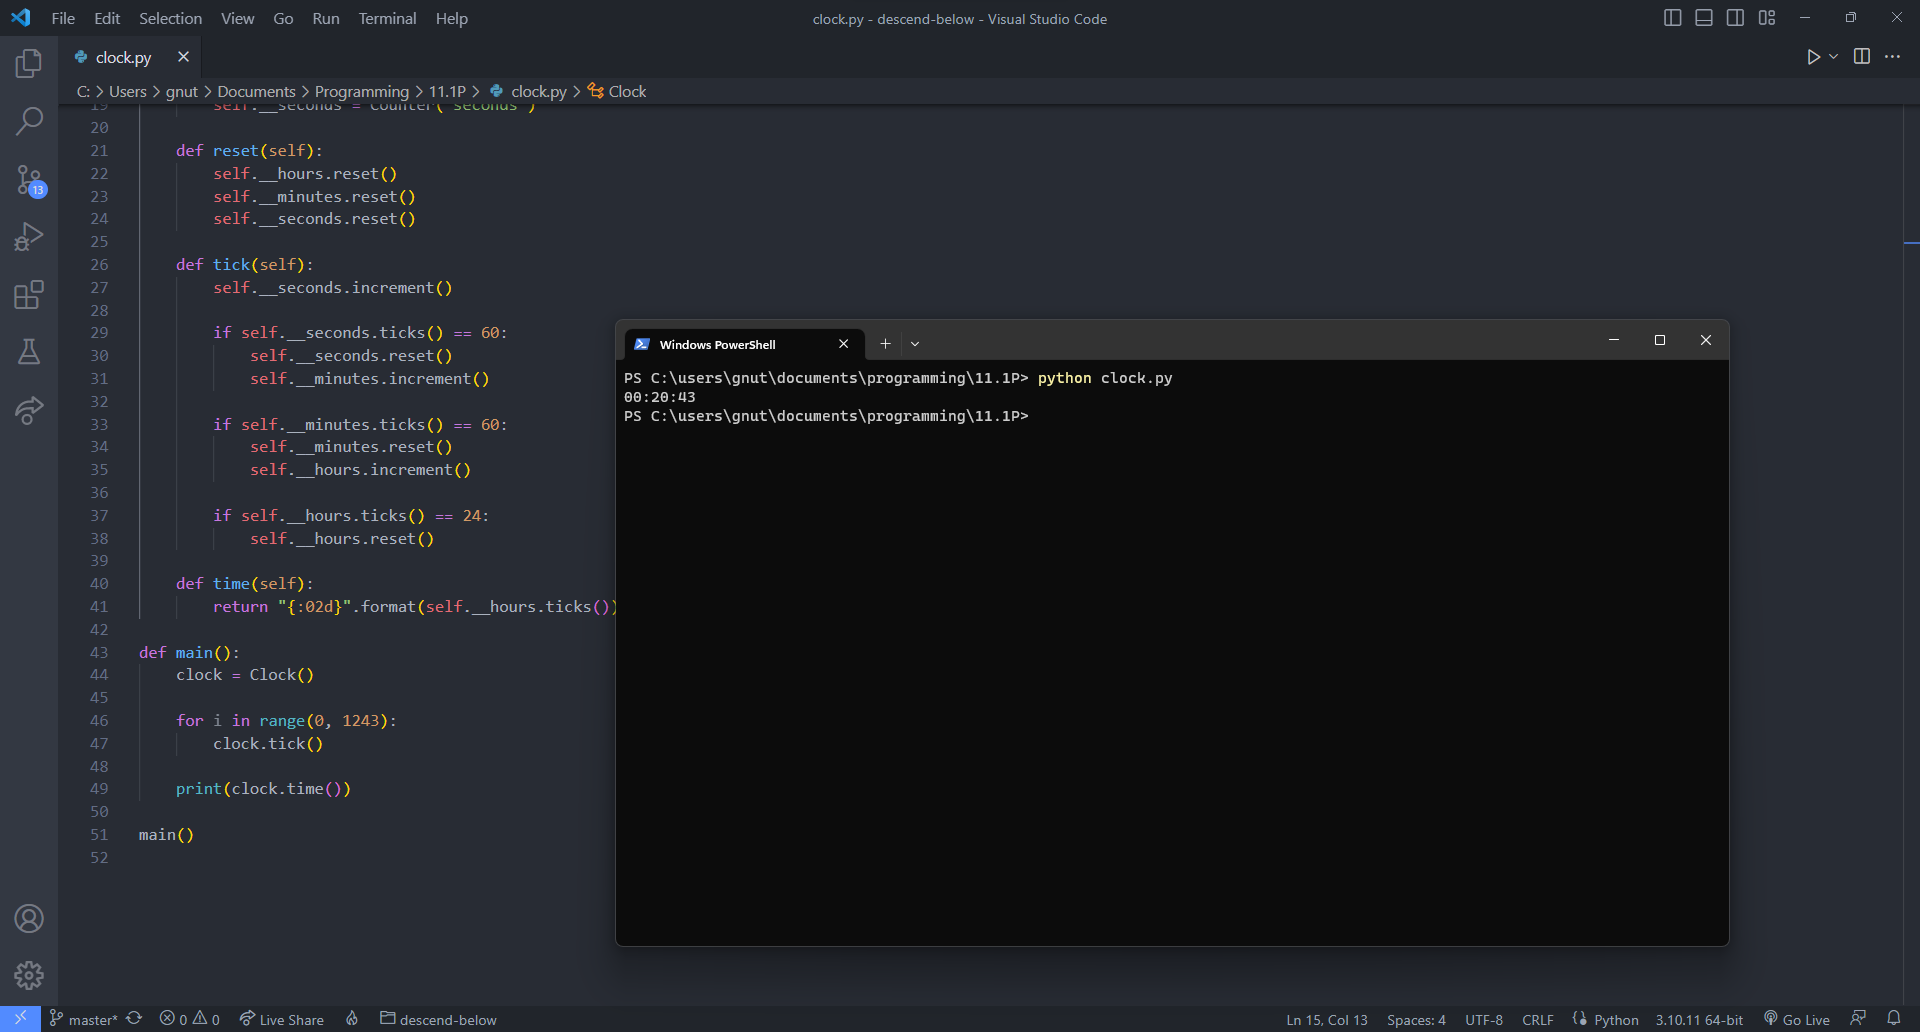 File Edit Selection View Go Run Terminal Help
clock.py - descend-below - Visual Studio Code
clock.py
C: > Users > gnut > Documents > Programming > 11.1P > clock.py > Clock
19 self.__seconds = Counter("seconds")
20
21 def reset(self):
22 self.__hours.reset()
23 self.__minutes.reset()
24 self.__seconds.reset()
25
26 def tick(self):
27 self.__seconds.increment()
28
29 if self.__seconds.ticks() == 60:
30 self.__seconds.reset()
31 self.__minutes.increment()
32
33 if self.__minutes.ticks() == 60:
34 self.__minutes.reset()
35 self.__hours.increment()
36
37 if self.__hours.ticks() == 24:
38 self.__hours.reset()
39
40 def time(self):
41 return "{:02d}".format(self.__hours.ticks())
42
43 def main():
44 clock = Clock()
45
46 for i in range(0, 1243):
47 clock.tick()
48
49 print(clock.time())
50
51 main()
52
13
Windows PowerShell
PS C:\users\gnut\documents\programming\11.1P> python clock.py
00:20:43
PS C:\users\gnut\documents\programming\11.1P>
master* 0 0 Live Share descend-below
Ln 15, Col 13 Spaces: 4 UTF-8 CRLF Python 3.10.11 64-bit Go Live